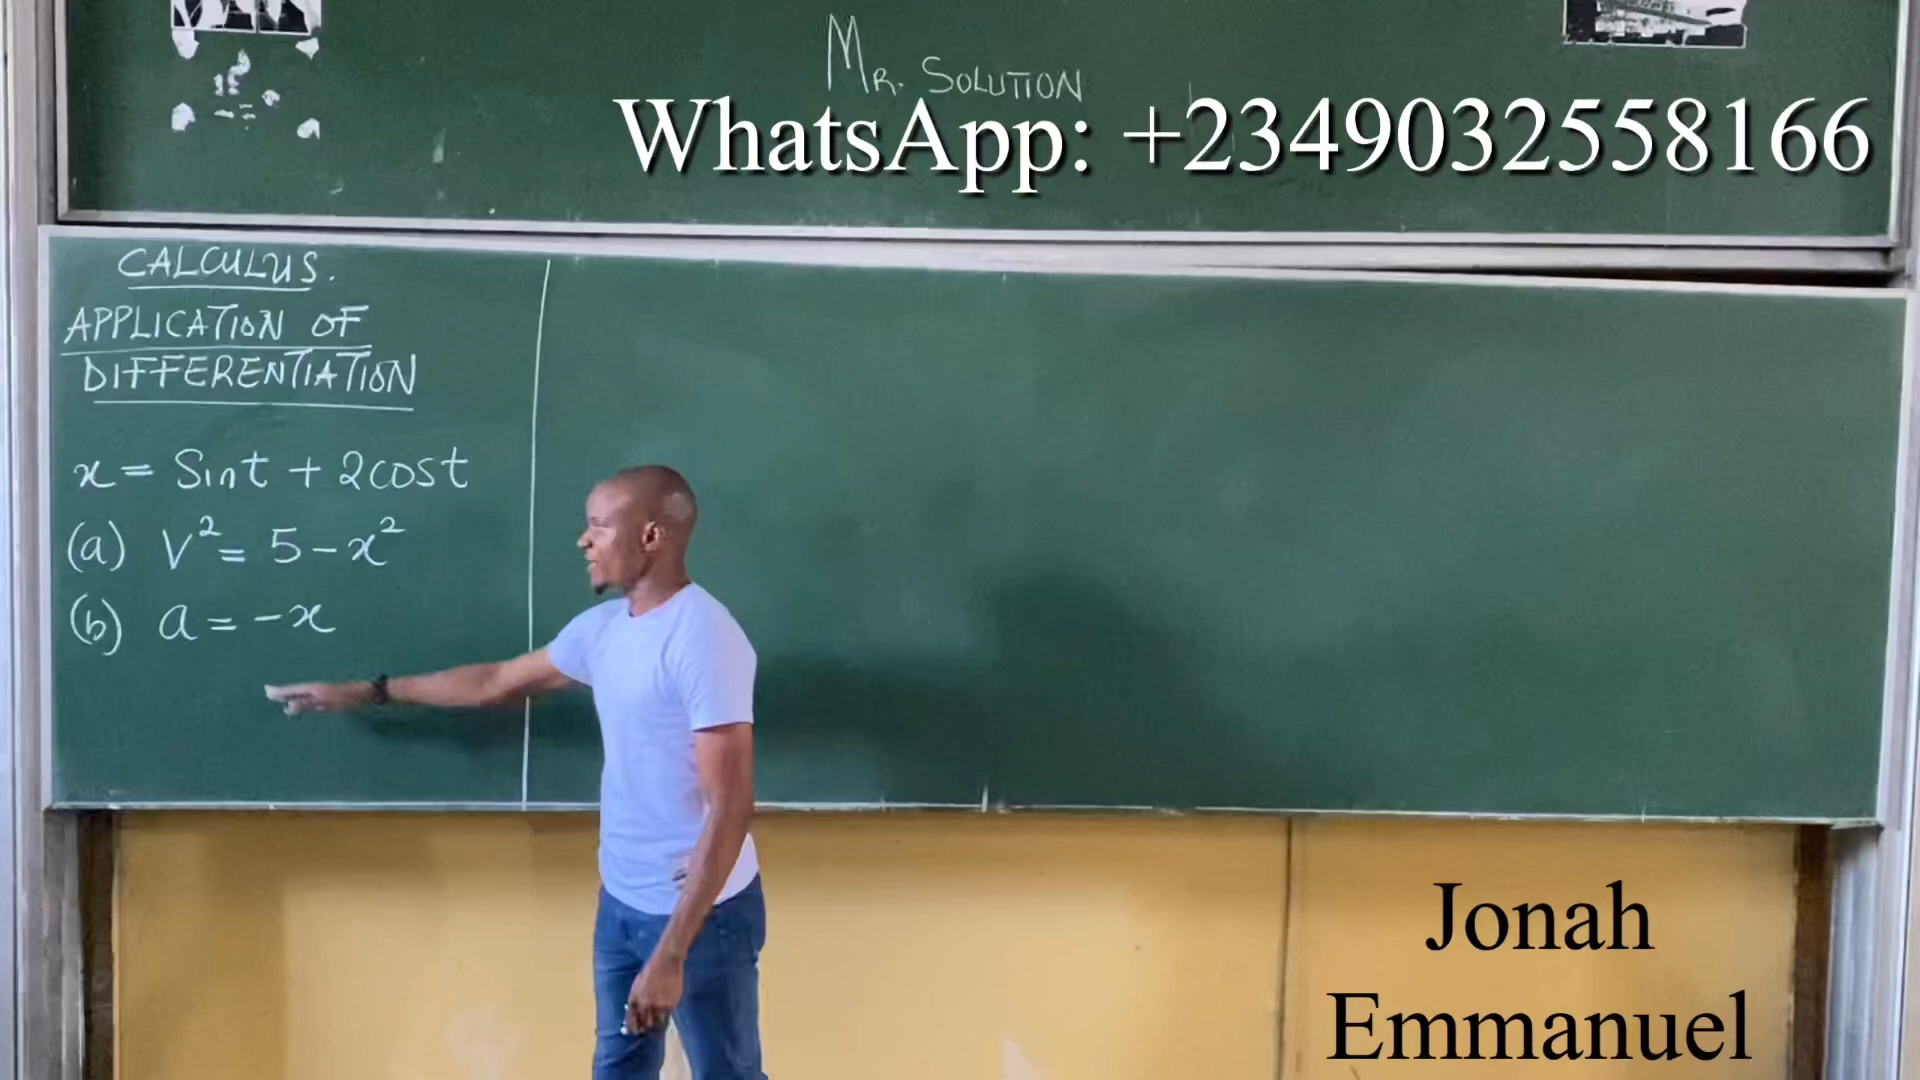 MR. SOLUTION
WhatsApp: +2349032558166
CALCULUS.
APPLICATION OF
DIFFERENTIATION
x = Sint + 2cost
(a) V² = 5 - x²
(b) a = -x
Jonah
Emmanuel